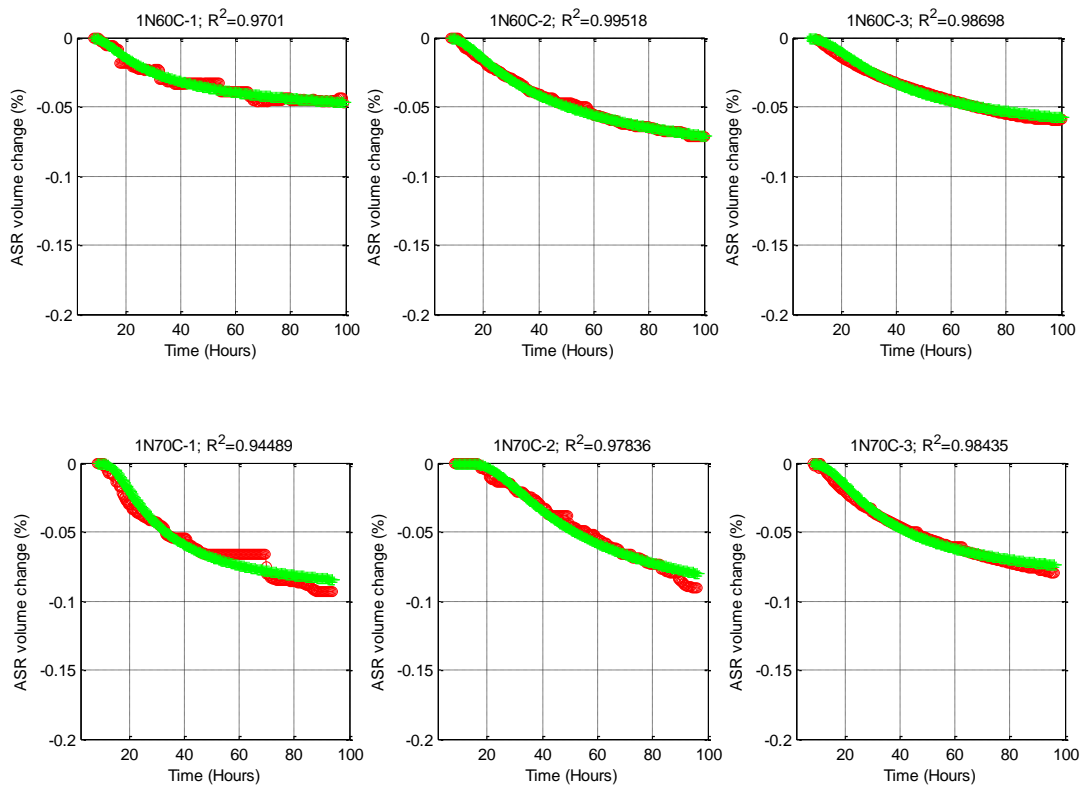 1N60C-1; R²=0.9701
1N60C-2; R²=0.99518
1N60C-3; R²=0.98698
0
-0.05
-0.1
-0.15
-0.2
ASR volume change (%)
20 40 60 80 100
Time (Hours)
0
-0.05
-0.1
-0.15
-0.2
ASR volume change (%)
20 40 60 80 100
Time (Hours)
0
-0.05
-0.1
-0.15
-0.2
ASR volume change (%)
20 40 60 80 100
Time (Hours)
1N70C-1; R²=0.94489
1N70C-2; R²=0.97836
1N70C-3; R²=0.98435
0
-0.05
-0.1
-0.15
-0.2
ASR volume change (%)
20 40 60 80 100
Time (Hours)
0
-0.05
-0.1
-0.15
-0.2
ASR volume change (%)
20 40 60 80 100
Time (Hours)
0
-0.05
-0.1
-0.15
-0.2
ASR volume change (%)
20 40 60 80 100
Time (Hours)